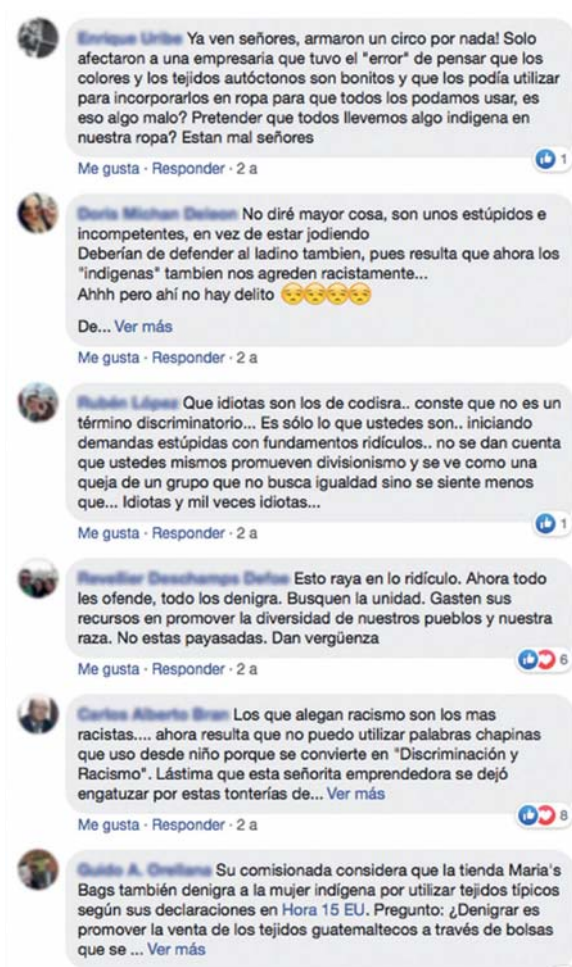 Ya ven señores, armaron un circo por nada! Solo
afectaron a una empresaria que tuvo el "error" de pensar que los
colores y los tejidos autóctonos son bonitos y que los podía utilizar
para incorporarlos en ropa para que todos los podamos usar, es
eso algo malo? Pretender que todos llevemos algo indigena en
nuestra ropa? Estan mal señores
1
Me gusta · Responder · 2 a
No diré mayor cosa, son unos estúpidos e
incompetentes, en vez de estar jodiendo
Deberían de defender al ladino tambien, pues resulta que ahora los
"indigenas" tambien nos agreden racistamente...
Ahhh pero ahí no hay delito 😒😒😒😒
De... Ver más
Me gusta · Responder · 2 a
Que idiotas son los de codisra.. conste que no es un
término discriminatorio... Es sólo lo que ustedes son.. iniciando
demandas estúpidas con fundamentos ridículos.. no se dan cuenta
que ustedes mismos promueven divisionismo y se ve como una
queja de un grupo que no busca igualdad sino se siente menos
que... Idiotas y mil veces idiotas...
1
Me gusta · Responder · 2 a
Esto raya en lo ridículo. Ahora todo
les ofende, todo los denigra. Busquen la unidad. Gasten sus
recursos en promover la diversidad de nuestros pueblos y nuestra
raza. No estas payasadas. Dan vergüenza
6
Me gusta · Responder · 2 a
Los que alegan racismo son los mas
racistas.... ahora resulta que no puedo utilizar palabras chapinas
que uso desde niño porque se convierte en "Discriminación y
Racismo". Lástima que esta señorita emprendedora se dejó
engatuzar por estas tonterías de... Ver más
8
Me gusta · Responder · 2 a
Su comisionada considera que la tienda Maria's
Bags también denigra a la mujer indígena por utilizar tejidos típicos
según sus declaraciones en Hora 15 EU. Pregunto: ¿Denigrar es
promover la venta de los tejidos guatemaltecos a través de bolsas
que se ... Ver más